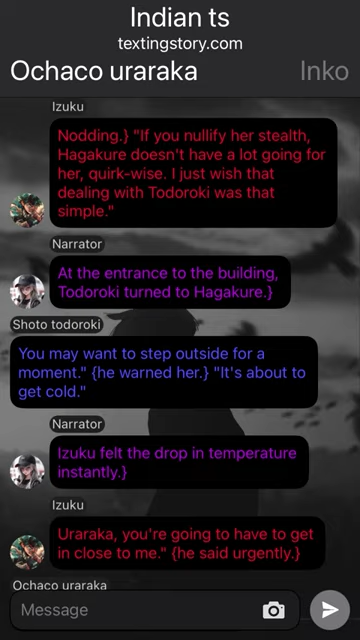 Indian ts
textingstory.com
Ochaco uraraka
Inko
Izuku
Nodding.} "If you nullify her stealth,
Hagakure doesn't have a lot going for
her, quirk-wise. I just wish that
dealing with Todoroki was that
simple."
Narrator
At the entrance to the building,
Todoroki turned to Hagakure.}
Shoto todoroki
You may want to step outside for a
moment." {he warned her.} "It's about to
get cold."
Narrator
Izuku felt the drop in temperature
instantly.}
Izuku
Uraraka, you're going to have to get
in close to me." {he said urgently.}
Ochaco uraraka
Message